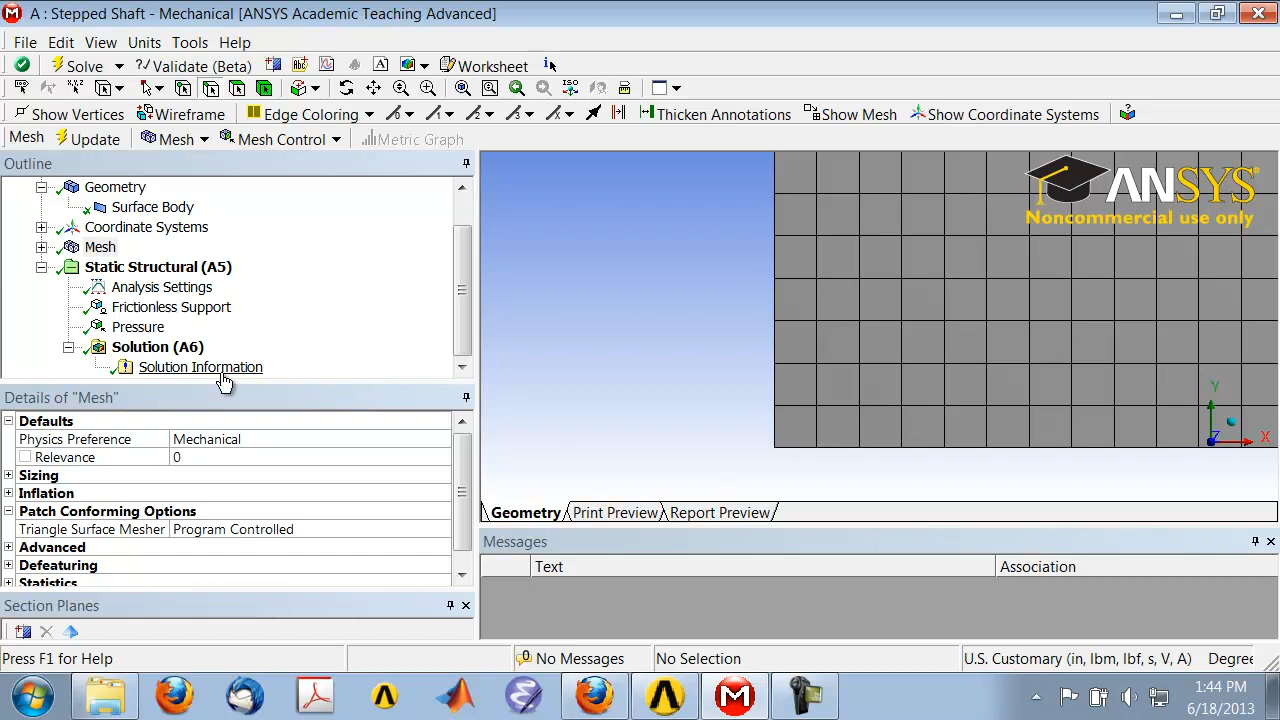 A : Stepped Shaft - Mechanical [ANSYS Academic Teaching Advanced]
File Edit View Units Tools Help
Solve ?√Validate (Beta) A Worksheet
ISO
Show Vertices Wireframe Edge Coloring Thicken Annotations Show Mesh Show Coordinate Systems
Mesh Update Mesh Mesh Control Metric Graph
Outline
Geometry
Surface Body
Coordinate Systems
Mesh
Static Structural (A5)
Analysis Settings
Frictionless Support
Pressure
Solution (A6)
Solution Information
ANSYS
Noncommercial use only
Y
Z
X
Details of "Mesh"
Defaults
Physics Preference Mechanical
Relevance 0
Sizing
Inflation
Patch Conforming Options
Triangle Surface Mesher Program Controlled
Advanced
Defeaturing
Statistics
Geometry Print Preview Report Preview
Messages
Text Association
Section Planes
Press F1 for Help 0 No Messages No Selection U.S. Customary (in, lbm, lbf, s, V, A) Degree
1:44 PM
6/18/2013